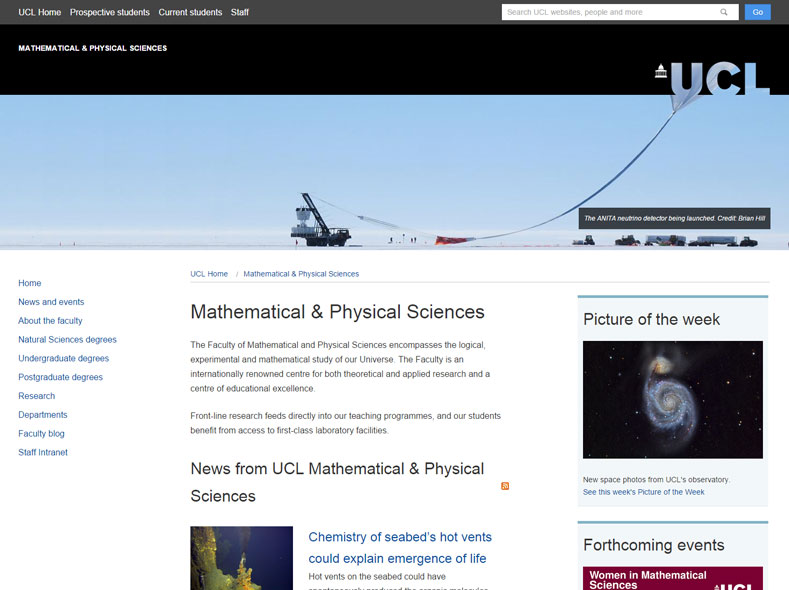 UCL Home Prospective students Current students Staff
Search UCL websites, people and more
Go
MATHEMATICAL & PHYSICAL SCIENCES
UCL
The ANITA neutrino detector being launched. Credit: Brian Hill
Home
News and events
About the faculty
Natural Sciences degrees
Undergraduate degrees
Postgraduate degrees
Research
Departments
Faculty blog
Staff Intranet
UCL Home / Mathematical & Physical Sciences
Mathematical & Physical Sciences
The Faculty of Mathematical and Physical Sciences encompasses the logical,
experimental and mathematical study of our Universe. The Faculty is an
internationally renowned centre for both theoretical and applied research and a
centre of educational excellence.
Front-line research feeds directly into our teaching programmes, and our students
benefit from access to first-class laboratory facilities.
News from UCL Mathematical & Physical
Sciences
Chemistry of seabed's hot vents
could explain emergence of life
Hot vents on the seabed could have
spontaneously produced the organic molecules
Picture of the week
New space photos from UCL's observatory.
See this week's Picture of the Week
Forthcoming events
Women in Mathematical
Sciences
UCL